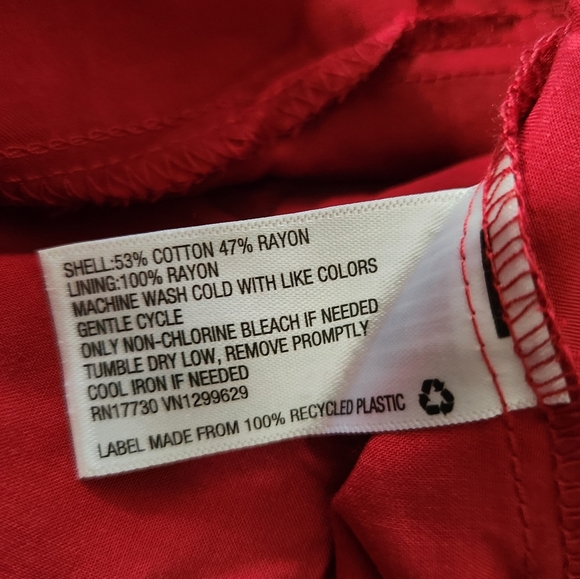 SHELL:53% COTTON 47% RAYON
LINING:100% RAYON
MACHINE WASH COLD WITH LIKE COLORS
GENTLE CYCLE
ONLY NON-CHLORINE BLEACH IF NEEDED
TUMBLE DRY LOW, REMOVE PROMPTLY
COOL IRON IF NEEDED
RN17730 VN1299629
LABEL MADE FROM 100% RECYCLED PLASTIC